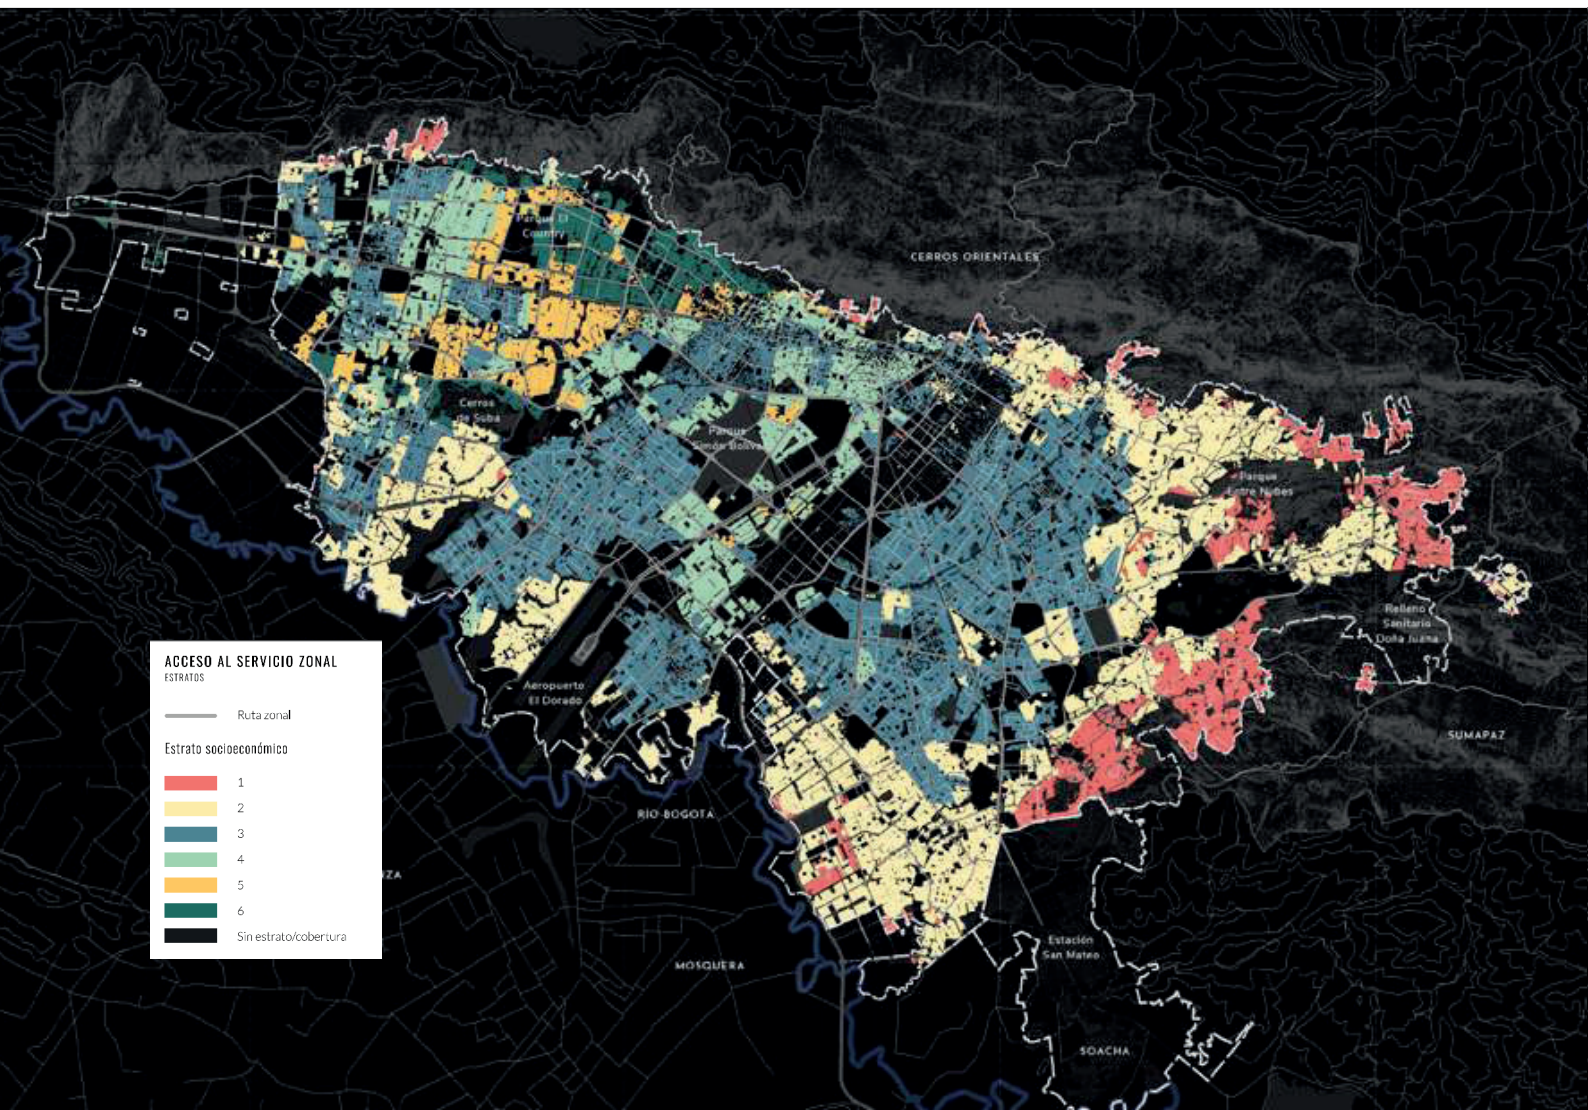 Parque El
Country
CERROS ORIENTALES
Cerros
de Suba
Parque
Simón Bolívar
Parque
Entre Nubes
Relleno
Sanitario
Doña Juana
ACCESO AL SERVICIO ZONAL
ESTRATOS
Ruta zonal
Estrato socioeconómico
1
2
3
4
5
6
Sin estrato/cobertura
Aeropuerto
El Dorado
SUMAPAZ
RÍO BOGOTA
IZA
MOSQUERA
Estación
San Mateo
SOACHA